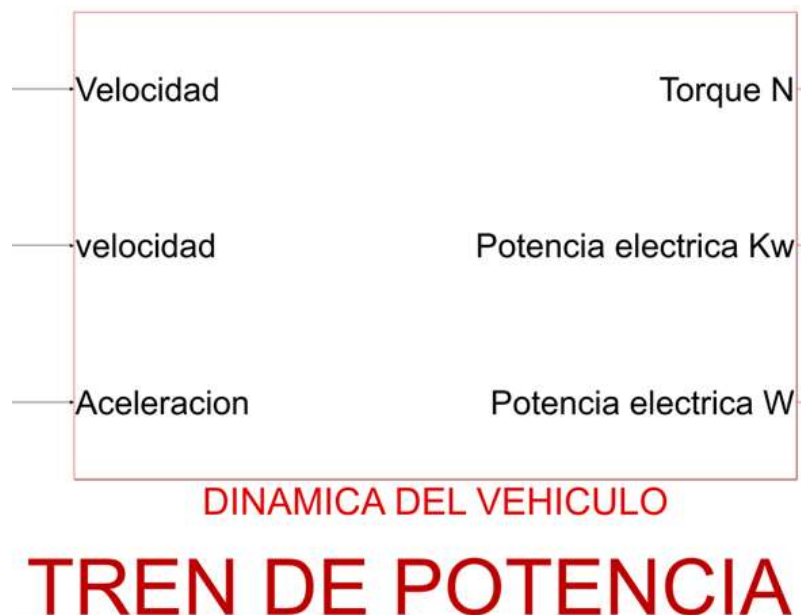 Velocidad
Torque N
velocidad
Potencia electrica Kw
Aceleracion
Potencia electrica W
DINAMICA DEL VEHICULO
TREN DE POTENCIA